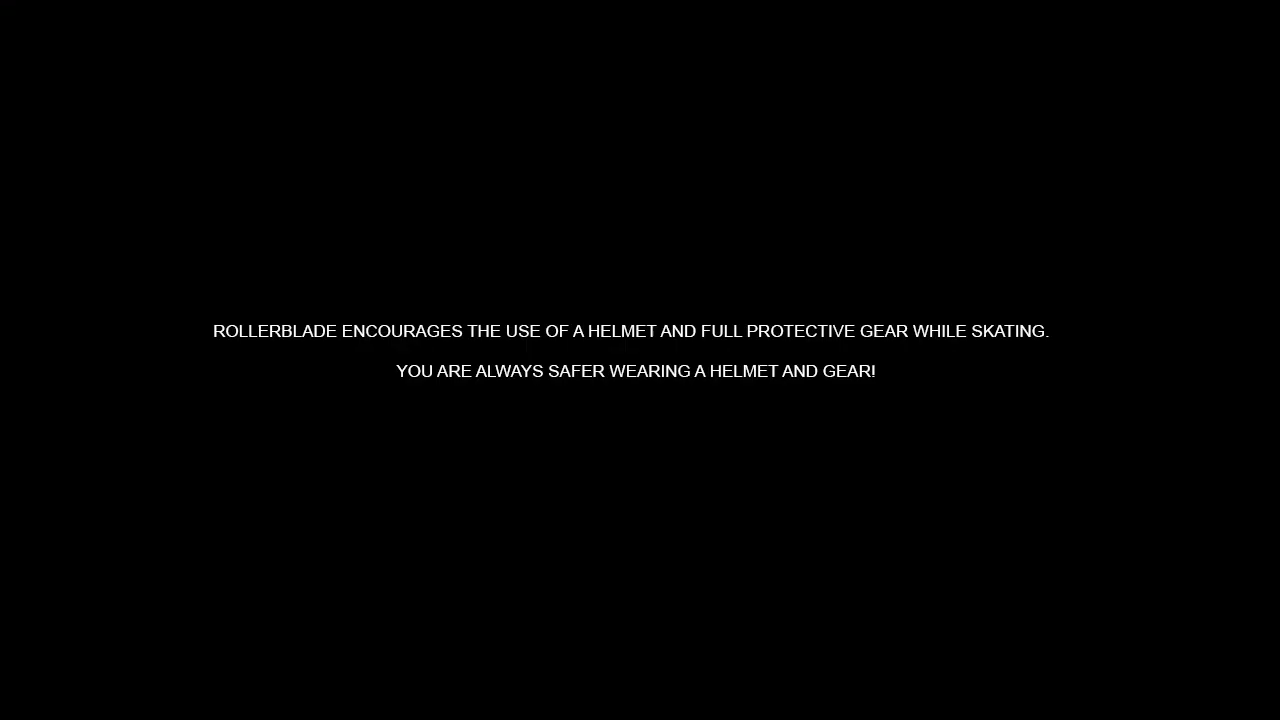 ROLLERBLADE ENCOURAGES THE USE OF A HELMET AND FULL PROTECTIVE GEAR WHILE SKATING.
YOU ARE ALWAYS SAFER WEARING A HELMET AND GEAR!